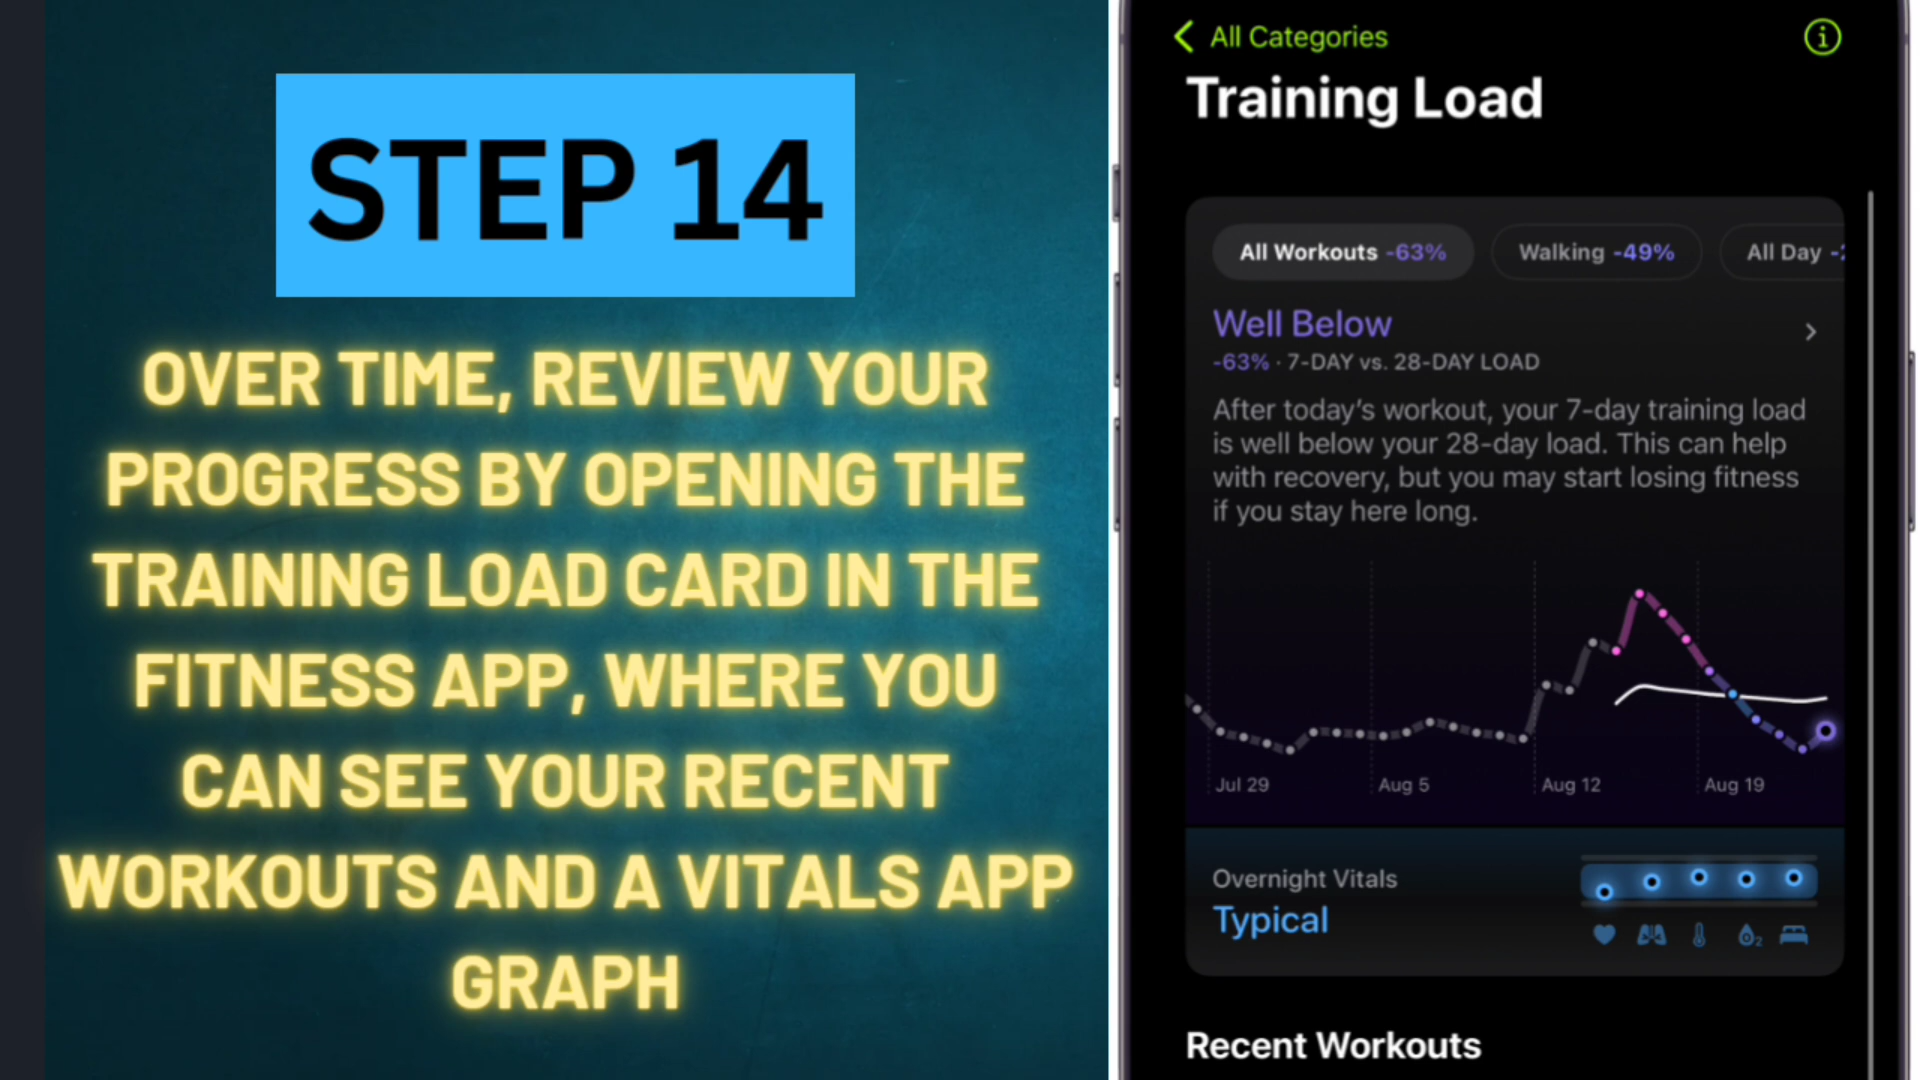 STEP 14
OVER TIME, REVIEW YOUR
PROGRESS BY OPENING THE
TRAINING LOAD CARD IN THE
FITNESS APP, WHERE YOU
CAN SEE YOUR RECENT
WORKOUTS AND A VITALS APP
GRAPH
All Categories
Training Load
All Workouts -63% Walking -49% All Day
Well Below
-63% · 7-DAY vs. 28-DAY LOAD
After today's workout, your 7-day training load
is well below your 28-day load. This can help
with recovery, but you may start losing fitness
if you stay here long.
Jul 29 Aug 5 Aug 12 Aug 19
Overnight Vitals
Typical
Recent Workouts